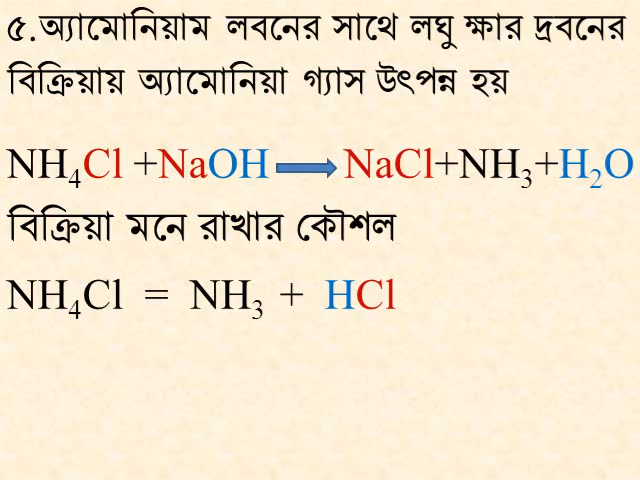 ৫.অ্যামোনিয়াম লবনের সাথে লঘু ক্ষার দ্রবনের
বিক্রিয়ায় অ্যামোনিয়া গ্যাস উৎপন্ন হয়
NH₄Cl +NaOH → NaCl+NH₃+H₂O
বিক্রিয়া মনে রাখার কৌশল
NH₄Cl = NH₃ + HCl